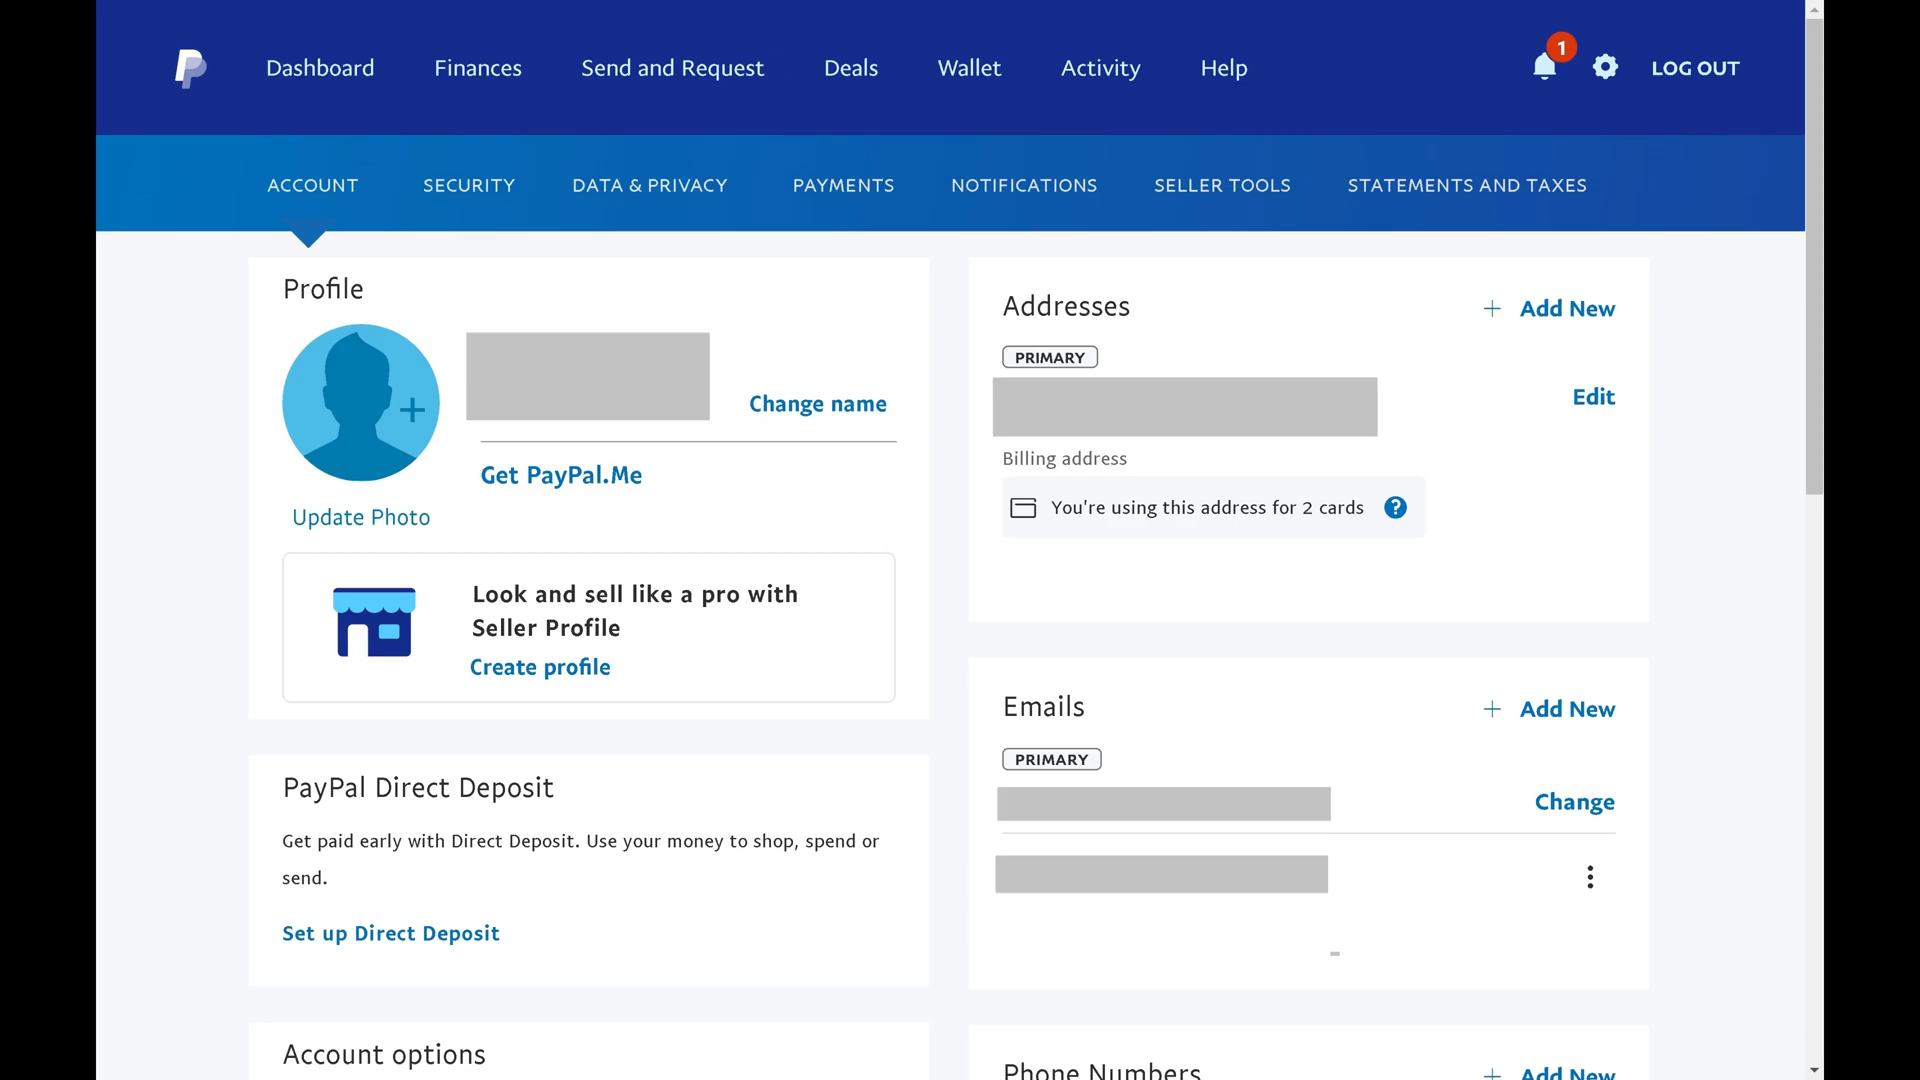 Dashboard Finances Send and Request Deals Wallet Activity Help 1 LOG OUT
ACCOUNT SECURITY DATA & PRIVACY PAYMENTS NOTIFICATIONS SELLER TOOLS STATEMENTS AND TAXES
Profile
Change name
Get PayPal.Me
Update Photo
Look and sell like a pro with
Seller Profile
Create profile
PayPal Direct Deposit
Get paid early with Direct Deposit. Use your money to shop, spend or
send.
Set up Direct Deposit
Account options
Addresses
+ Add New
PRIMARY
Edit
Billing address
You're using this address for 2 cards ?
Emails
+ Add New
PRIMARY
Change
Phone Numbers
+ Add New